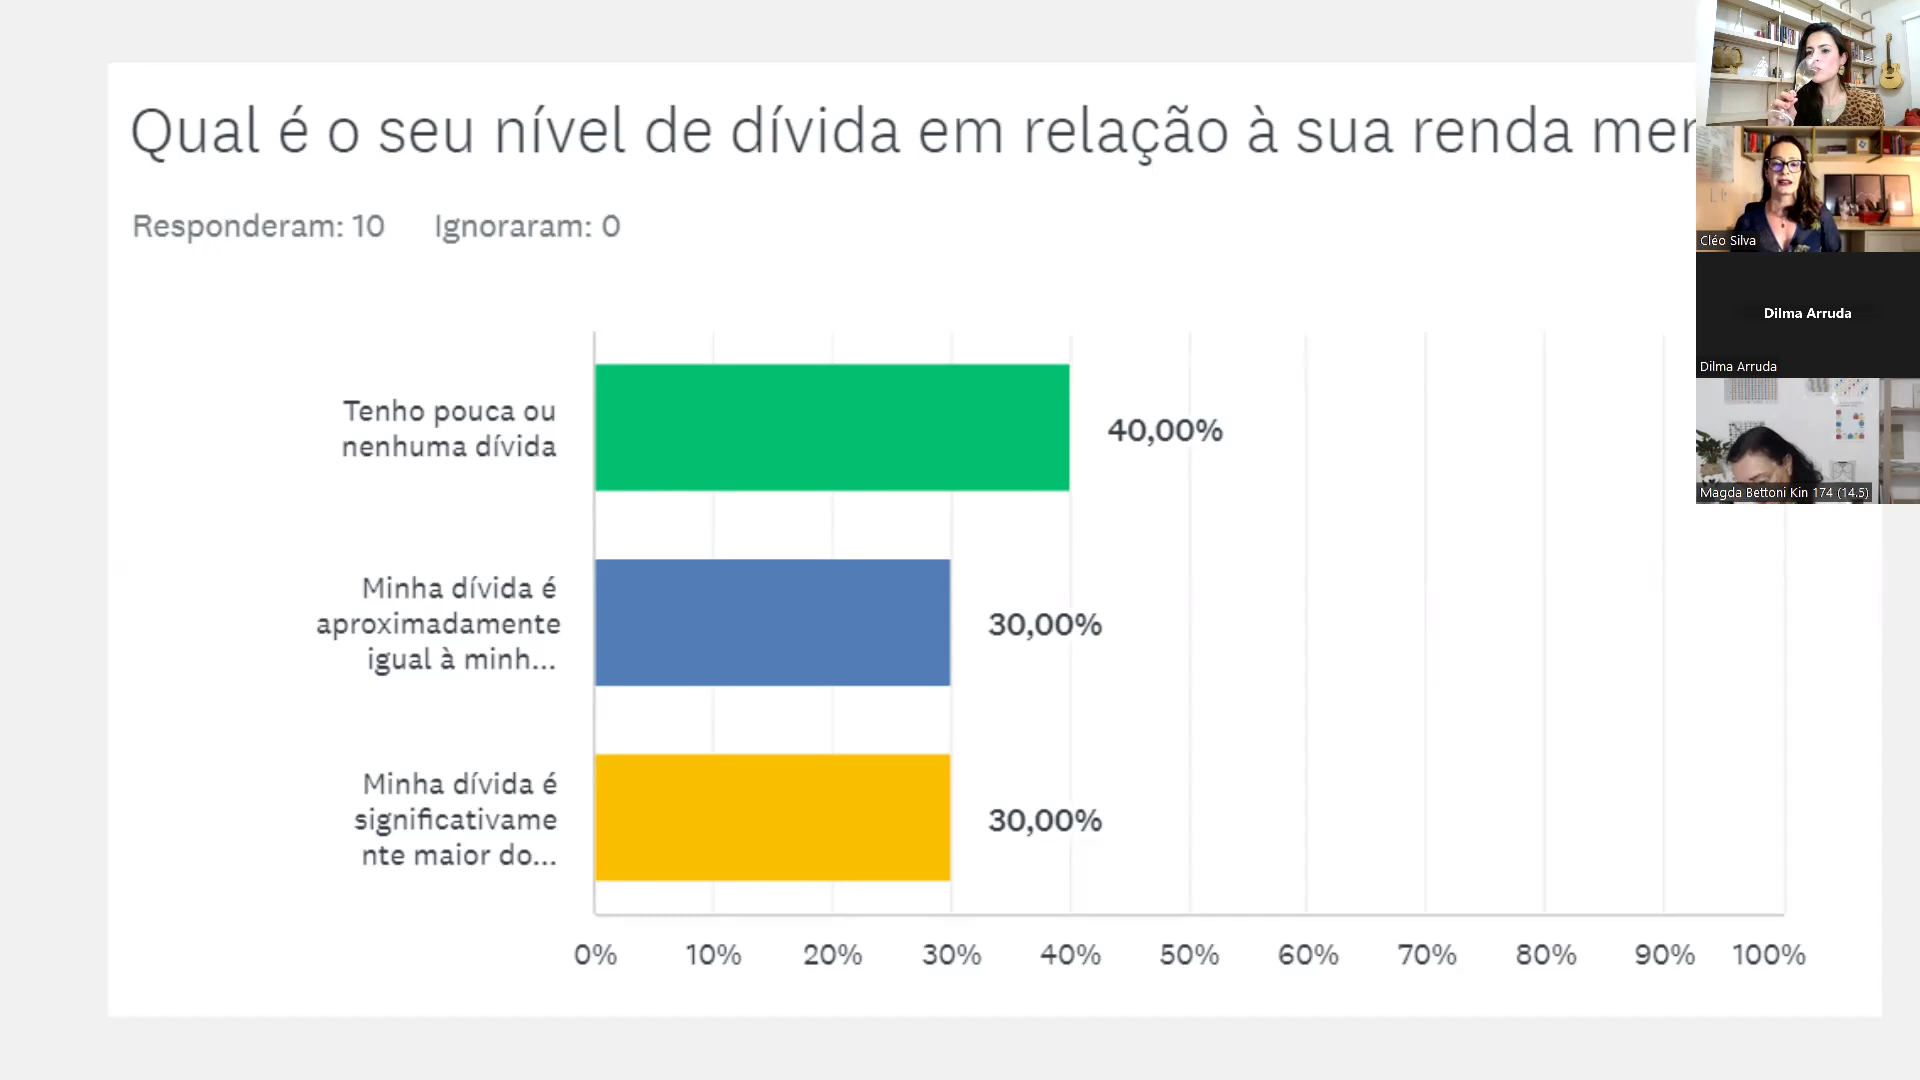 Qual é o seu nível de dívida em relação à sua renda mer
Responderam: 10 Ignoraram: 0
Tenho pouca ou
nenhuma dívida
40,00%
Minha dívida é
aproximadamente
igual à minh...
30,00%
Minha dívida é
significativame
nte maior do...
30,00%
0% 10% 20% 30% 40% 50% 60% 70% 80% 90% 100%
Cléo Silva
Dilma Arruda
Dilma Arruda
Magda Bettoni Kin 174 (14.5)